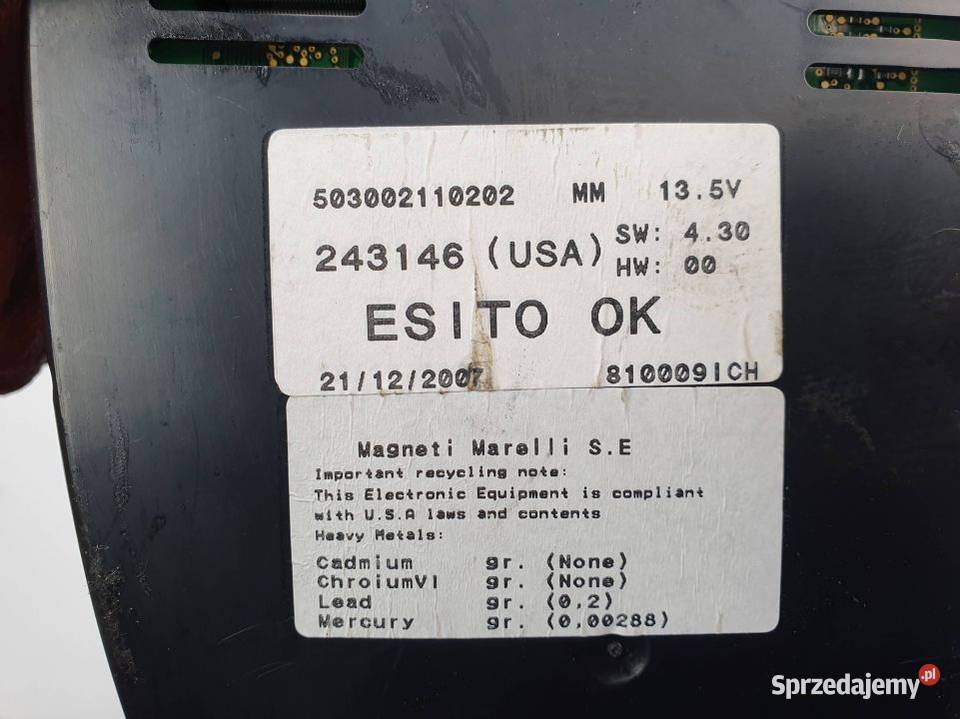 503002110202 MM 13.5V
243146 (USA) SW: 4.30
HW: 00
ESITO OK
21/12/2007 810009ICH
Magneti Marelli S.E
Important recycling note:
This Electronic Equipment is compliant
with U.S.A laws and contents
Heavy Metals:
Cadmium gr. (None)
ChroiumVI gr. (None)
Lead gr. (0,2)
Mercury gr. (0,00288)
Sprzedajemy.pl